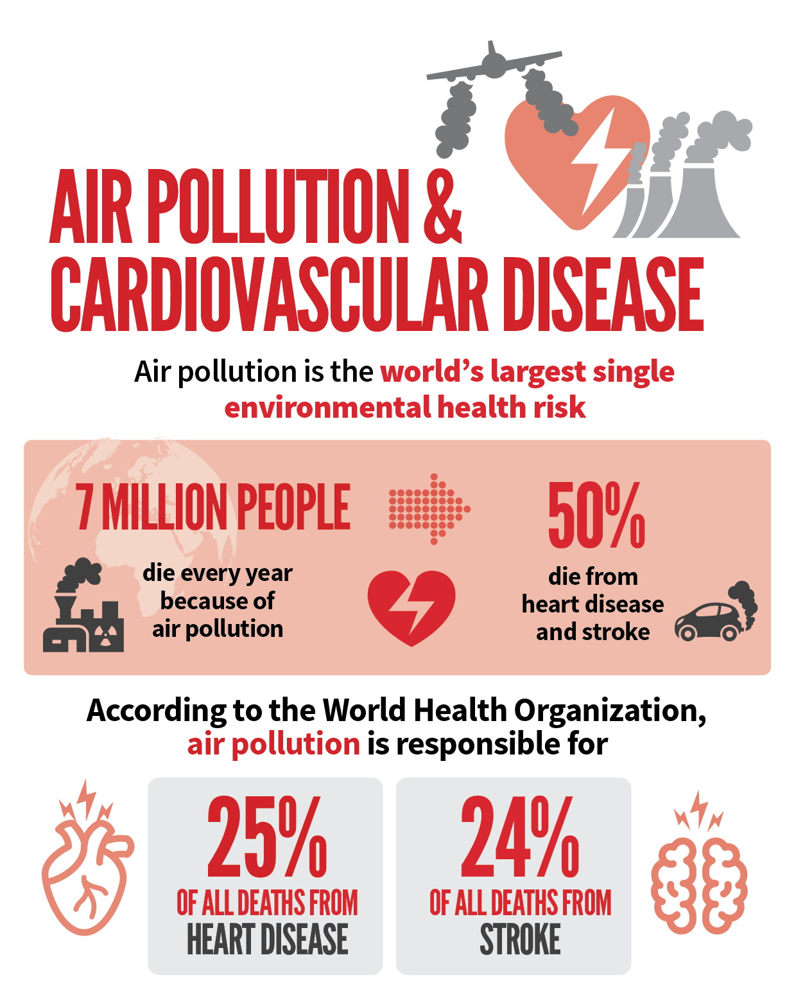 AIR POLLUTION &
CARDIOVASCULAR DISEASE
Air pollution is the world’s largest single
environmental health risk
7 MILLION PEOPLE
die every year
because of
air pollution
50%
die from
heart disease
and stroke
According to the World Health Organization,
air pollution is responsible for
25%
OF ALL DEATHS FROM
HEART DISEASE
24%
OF ALL DEATHS FROM
STROKE